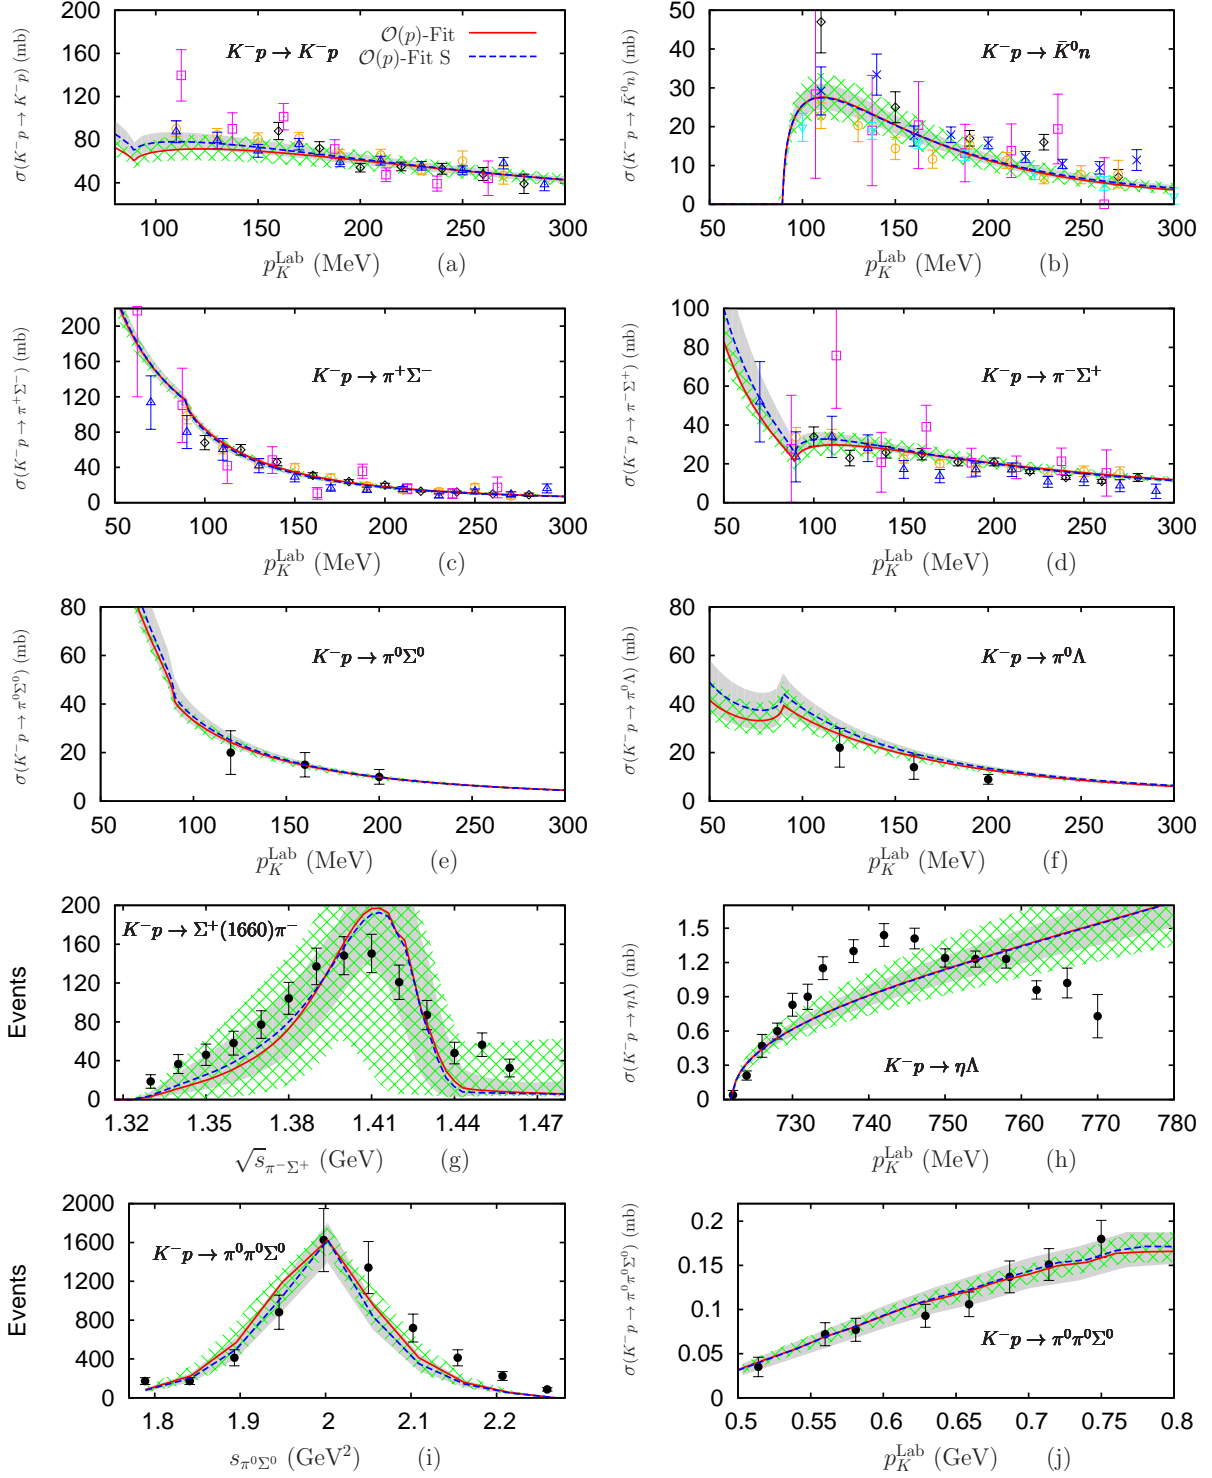 σ(K⁻p → K⁻p) (mb)
200
160
120
80
40
K⁻p → K⁻p
𝒪(p)-Fit
𝒪(p)-Fit S
100 150 200 250 300
p_K^Lab (MeV) (a)
σ(K⁻p → K̄⁰n) (mb)
50
40
30
20
10
0
K⁻p → K̄⁰n
50 100 150 200 250 300
p_K^Lab (MeV) (b)
σ(K⁻p → π⁺Σ⁻) (mb)
200
160
120
80
40
0
K⁻p → π⁺Σ⁻
50 100 150 200 250 300
p_K^Lab (MeV) (c)
σ(K⁻p → π⁻Σ⁺) (mb)
100
80
60
40
20
0
K⁻p → π⁻Σ⁺
50 100 150 200 250 300
p_K^Lab (MeV) (d)
σ(K⁻p → π⁰Σ⁰) (mb)
80
60
40
20
0
K⁻p → π⁰Σ⁰
50 100 150 200 250 300
p_K^Lab (MeV) (e)
σ(K⁻p → π⁰Λ) (mb)
80
60
40
20
0
K⁻p → π⁰Λ
50 100 150 200 250 300
p_K^Lab (MeV) (f)
Events
200
160
120
80
40
0
K⁻p → Σ⁺(1660)π⁻
1.32 1.35 1.38 1.41 1.44 1.47
√s_π⁻Σ⁺ (GeV) (g)
σ(K⁻p → ηΛ) (mb)
1.5
1.2
0.9
0.6
0.3
0
K⁻p → ηΛ
730 740 750 760 770 780
p_K^Lab (MeV) (h)
Events
2000
1600
1200
800
400
0
K⁻p → π⁰π⁰Σ⁰
1.8 1.9 2 2.1 2.2
s_π⁰Σ⁰ (GeV²) (i)
σ(K⁻p → π⁰π⁰Σ⁰) (mb)
0.2
0.15
0.1
0.05
0
K⁻p → π⁰π⁰Σ⁰
0.5 0.55 0.6 0.65 0.7 0.75 0.8
p_K^Lab (GeV) (j)